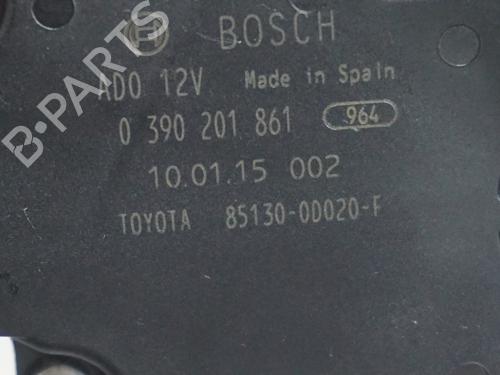 BOSCH
ADO 12V Made in Spain
0 390 201 861 964
10.01.15 002
TOYOTA 85130-0D020-F
B-PARTS